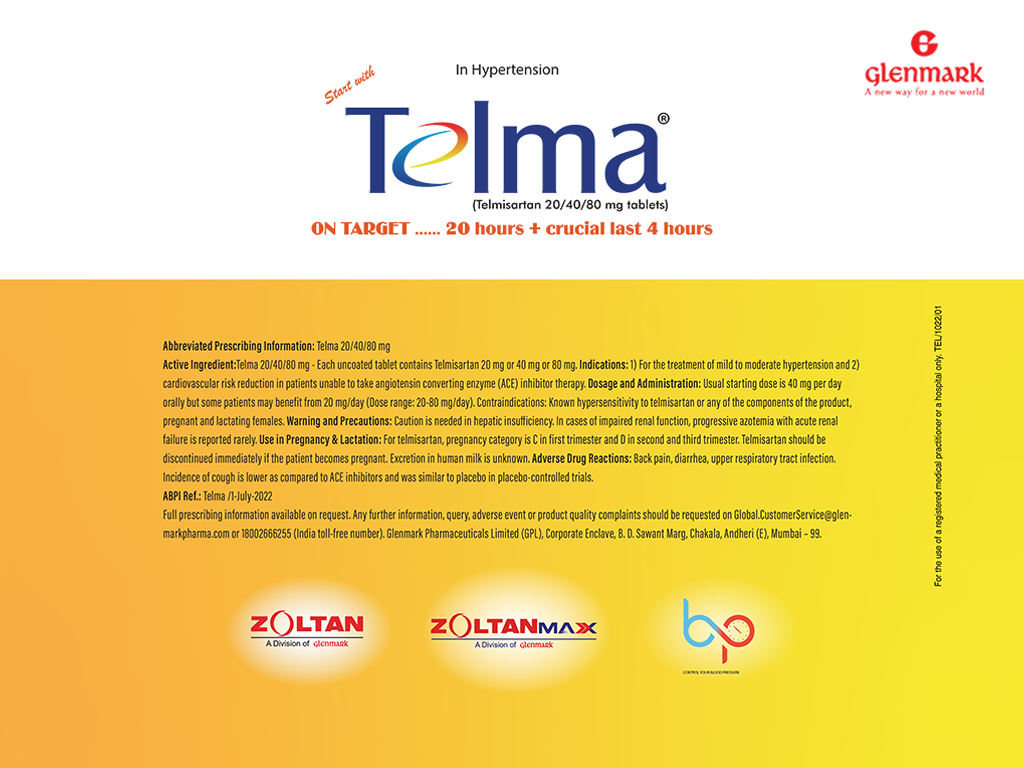 In Hypertension
GLENMARK
A new way for a new world
Start with
Telma®
(Telmisartan 20/40/80 mg tablets)
ON TARGET ...... 20 hours + crucial last 4 hours
Abbreviated Prescribing Information: Telma 20/40/80 mg
Active Ingredient:Telma 20/40/80 mg - Each uncoated tablet contains Telmisartan 20 mg or 40 mg or 80 mg. Indications: 1) For the treatment of mild to moderate hypertension and 2)
cardiovascular risk reduction in patients unable to take angiotensin converting enzyme (ACE) inhibitor therapy. Dosage and Administration: Usual starting dose is 40 mg per day
orally but some patients may benefit from 20 mg/day (Dose range: 20-80 mg/day). Contraindications: Known hypersensitivity to telmisartan or any of the components of the product,
pregnant and lactating females. Warning and Precautions: Caution is needed in hepatic insufficiency. In cases of impaired renal function, progressive azotemia with acute renal
failure is reported rarely. Use in Pregnancy & Lactation: For telmisartan, pregnancy category is C in first trimester and D in second and third trimester. Telmisartan should be
discontinued immediately if the patient becomes pregnant. Excretion in human milk is unknown. Adverse Drug Reactions: Back pain, diarrhea, upper respiratory tract infection.
Incidence of cough is lower as compared to ACE inhibitors and was similar to placebo in placebo-controlled trials.
ABPI Ref.: Telma /1-July-2022
Full prescribing information available on request. Any further information, query, adverse event or product quality complaints should be requested on Global.CustomerService@glen-
markpharma.com or 18002666255 (India toll-free number). Glenmark Pharmaceuticals Limited (GPL), Corporate Enclave, B. D. Sawant Marg, Chakala, Andheri (E), Mumbai – 99.
For the use of a registered medical practitioner or a hospital only. TEL/1022/01
ZOLTAN
A Division of GLENMARK
ZOLTANMAXX
A Division of GLENMARK
bp
CONTROL YOUR BLOOD PRESSURE